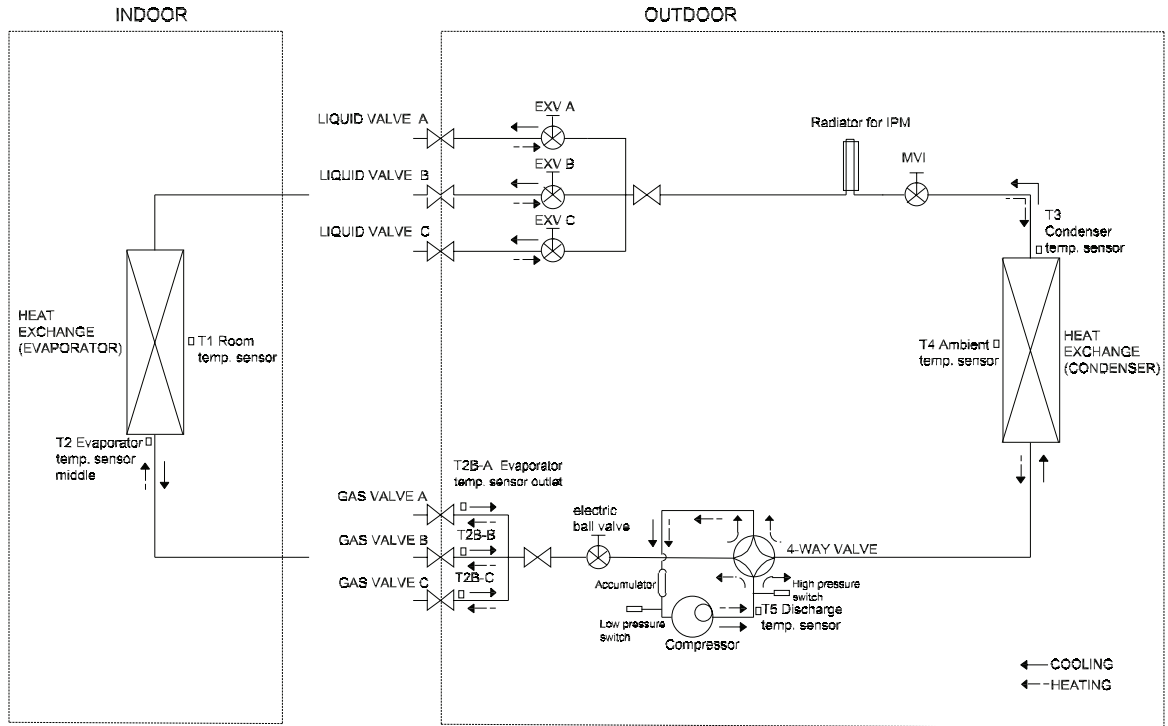 INDOOR
OUTDOOR
EXV A
LIQUID VALVE A
Radiator for IPM
EXV B
MVI
LIQUID VALVE B
EXV C
LIQUID VALVE C
T3
Condenser
temp. sensor
HEAT
EXCHANGE
(EVAPORATOR)
T1 Room
temp. sensor
T4 Ambient
temp. sensor
HEAT
EXCHANGE
(CONDENSER)
T2 Evaporator
temp. sensor
middle
T2B-A Evaporator
temp. sensor outlet
GAS VALVE A
electric
ball valve
T2B-B
GAS VALVE B
4-WAY VALVE
T2B-C
GAS VALVE C
Accumulator
High pressure
switch
Low pressure
switch
T5 Discharge
temp. sensor
Compressor
COOLING
HEATING